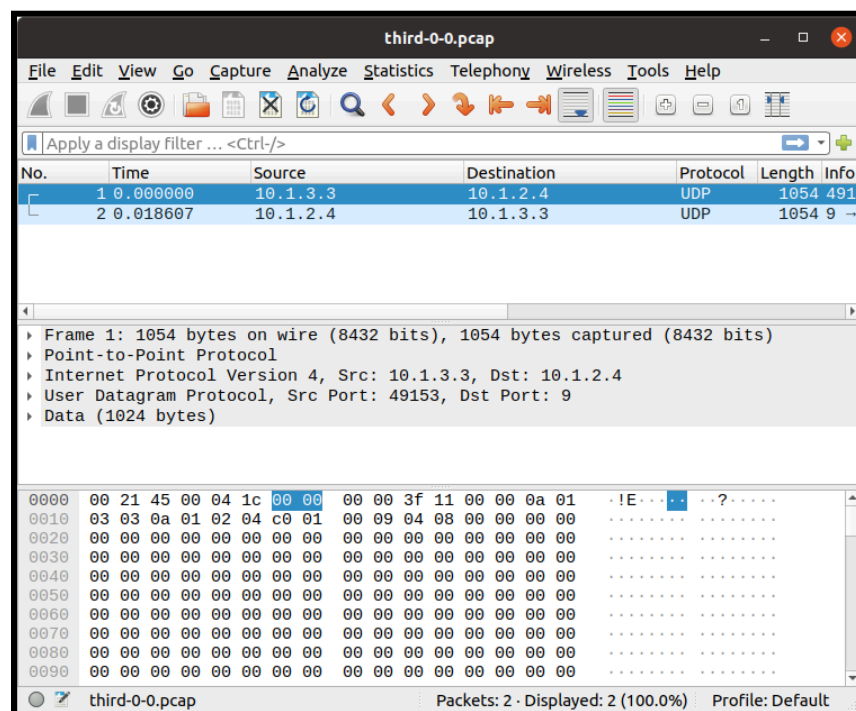 third-0-0.pcap
File Edit View Go Capture Analyze Statistics Telephony Wireless Tools Help
Apply a display filter … <Ctrl-/>
No. Time Source Destination Protocol Length Info
1 0.000000 10.1.3.3 10.1.2.4 UDP 1054 491
2 0.018607 10.1.2.4 10.1.3.3 UDP 1054 9 →
Frame 1: 1054 bytes on wire (8432 bits), 1054 bytes captured (8432 bits)
Point-to-Point Protocol
Internet Protocol Version 4, Src: 10.1.3.3, Dst: 10.1.2.4
User Datagram Protocol, Src Port: 49153, Dst Port: 9
Data (1024 bytes)
0000 00 21 45 00 04 1c 00 00 00 00 3f 11 00 00 0a 01 ·!E····· ··?·····
0010 03 03 0a 01 02 04 c0 01 00 09 04 08 00 00 00 00 ········ ········
0020 00 00 00 00 00 00 00 00 00 00 00 00 00 00 00 00 ········ ········
0030 00 00 00 00 00 00 00 00 00 00 00 00 00 00 00 00 ········ ········
0040 00 00 00 00 00 00 00 00 00 00 00 00 00 00 00 00 ········ ········
0050 00 00 00 00 00 00 00 00 00 00 00 00 00 00 00 00 ········ ········
0060 00 00 00 00 00 00 00 00 00 00 00 00 00 00 00 00 ········ ········
0070 00 00 00 00 00 00 00 00 00 00 00 00 00 00 00 00 ········ ········
0080 00 00 00 00 00 00 00 00 00 00 00 00 00 00 00 00 ········ ········
0090 00 00 00 00 00 00 00 00 00 00 00 00 00 00 00 00 ········ ········
third-0-0.pcap Packets: 2 · Displayed: 2 (100.0%) Profile: Default